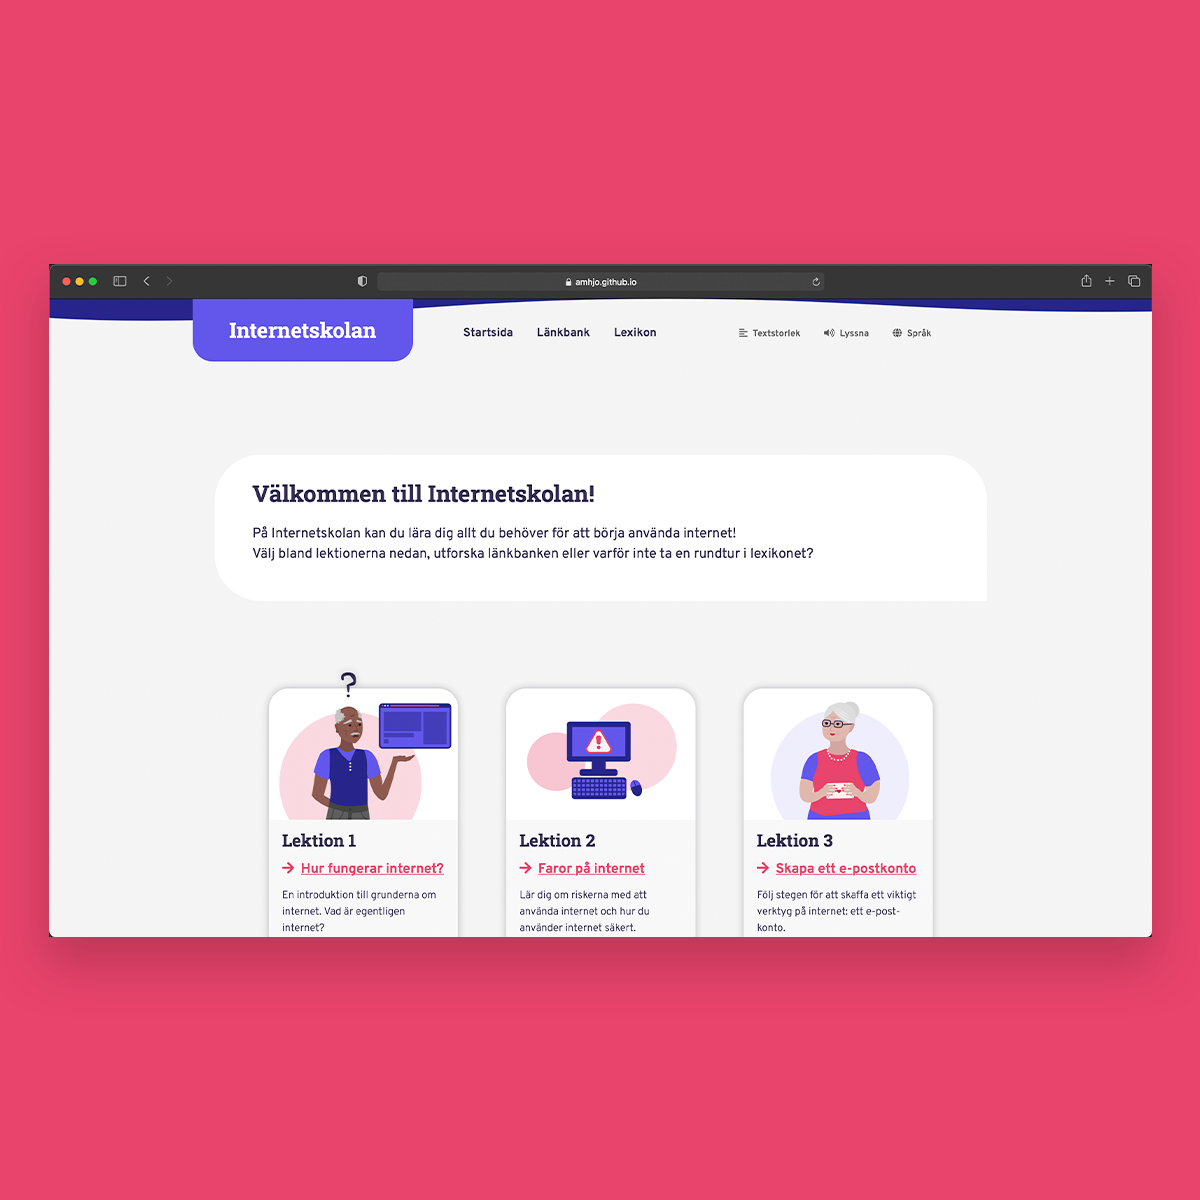 amhjo.github.io
Internetskolan
Startsida
Länkbank
Lexikon
Textstorlek
Lyssna
Språk
Välkommen till Internetskolan!
På Internetskolan kan du lära dig allt du behöver för att börja använda internet!
Välj bland lektionerna nedan, utforska länkbanken eller varför inte ta en rundtur i lexikonet?
?
Lektion 1
→ Hur fungerar internet?
En introduktion till grunderna om
internet. Vad är egentligen
internet?
Lektion 2
→ Faror på internet
Lär dig om riskerna med att
använda internet och hur du
använder internet säkert.
Lektion 3
→ Skapa ett e-postkonto
Följ stegen för att skaffa ett viktigt
verktyg på internet: ett e-post-
konto.